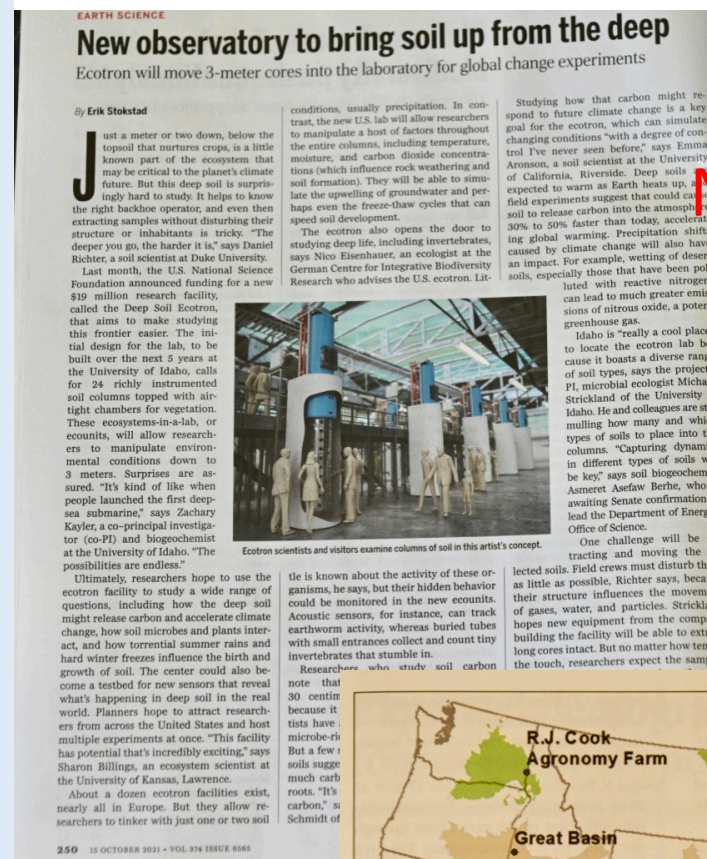 EARTH SCIENCE
New observatory to bring soil up from the deep
Ecotron will move 3-meter cores into the laboratory for global change experiments
By Erik Stokstad
Just a meter or two down, below the
topsoil that nurtures crops, is a little
known part of the ecosystem that
may be critical to the planet's climate
future. But this deep soil is surpris-
ingly hard to study. It helps to know
the right backhoe operator, and even then
extracting samples without disturbing their
structure or inhabitants is tricky. "The
deeper you go, the harder it is," says Daniel
Richter, a soil scientist at Duke University.
Last month, the U.S. National Science
Foundation announced funding for a new
$19 million research facility,
called the Deep Soil Ecotron,
that aims to make studying
this frontier easier. The ini-
tial design for the lab, to be
built over the next 5 years at
the University of Idaho, calls
for 24 richly instrumented
soil columns topped with air-
tight chambers for vegetation.
These ecosystems-in-a-lab, or
ecounits, will allow research-
ers to manipulate environ-
mental conditions down to
3 meters. Surprises are as-
sured. "It's kind of like when
people launched the first deep-
sea submarine," says Zachary
Kayler, a co-principal investiga-
tor (co-PI) and biogeochemist
at the University of Idaho. "The
possibilities are endless."
Ultimately, researchers hope to use the
ecotron facility to study a wide range of
questions, including how the deep soil
might release carbon and accelerate climate
change, how soil microbes and plants inter-
act, and how torrential summer rains and
hard winter freezes influence the birth and
growth of soil. The center could also be-
come a testbed for new sensors that reveal
what's happening in deep soil in the real
world. Planners hope to attract research-
ers from across the United States and host
multiple experiments at once. "This facility
has potential that's incredibly exciting," says
Sharon Billings, an ecosystem scientist at
the University of Kansas, Lawrence.
About a dozen ecotron facilities exist,
nearly all in Europe. But they allow re-
searchers to tinker with just one or two soil
conditions, usually precipitation. In con-
trast, the new U.S. lab will allow researchers
to manipulate a host of factors throughout
the entire columns, including temperature,
moisture, and carbon dioxide concentra-
tions (which influence rock weathering and
soil formation). They will be able to simu-
late the upwelling of groundwater and per-
haps even the freeze-thaw cycles that can
speed soil development.
The ecotron also opens the door to
studying deep life, including invertebrates,
says Nico Eisenhauer, an ecologist at the
German Centre for Integrative Biodiversity
Research who advises the U.S. ecotron. Lit-
Ecotron scientists and visitors examine columns of soil in this artist's concept.
tle is known about the activity of these or-
ganisms, he says, but their hidden behavior
could be monitored in the new ecounits.
Acoustic sensors, for instance, can track
earthworm activity, whereas buried tubes
with small entrances collect and count tiny
invertebrates that stumble in.
Researchers who study soil carbon
note that
30 centim
because it
tists have
microbe-ri
But a few
soils sugge
much carb
roots. "It's
carbon," sa
Schmidt of
Studying how that carbon might re-
spond to future climate change is a key
goal for the ecotron, which can simulate
changing conditions "with a degree of con-
trol I've never seen before," says Emma
Aronson, a soil scientist at the University
of California, Riverside. Deep soils
expected to warm as Earth heats up,
field experiments suggest that could cause
soil to release carbon into the atmosphere
30% to 50% faster than today, accelerat-
ing global warming. Precipitation shift
caused by climate change will also have
an impact. For example, wetting of deser
soils, especially those that have been pol
luted with reactive nitrogen
can lead to much greater emis
sions of nitrous oxide, a poten
greenhouse gas.
Idaho is "really a cool place
to locate the ecotron lab be
cause it boasts a diverse rang
of soil types, says the project
PI, microbial ecologist Micha
Strickland of the University
Idaho. He and colleagues are st
mulling how many and whi
types of soils to place into t
columns. "Capturing dynam
in different types of soils w
be key," says soil biogeochem
Asmeret Asefaw Berhe, who
awaiting Senate confirmation
lead the Department of Energ
Office of Science.
One challenge will be
tracting and moving the
lected soils. Field crews must disturb th
as little as possible, Richter says, beca
their structure influences the movem
of gases, water, and particles. Strickl
hopes new equipment from the comp
building the facility will be able to extr
long cores intact. But no matter how ten
the touch, researchers expect the samp
R.J. Cook
Agronomy Farm
Great Basin
250 15 OCTOBER 2021 • VOL 374 ISSUE 6565